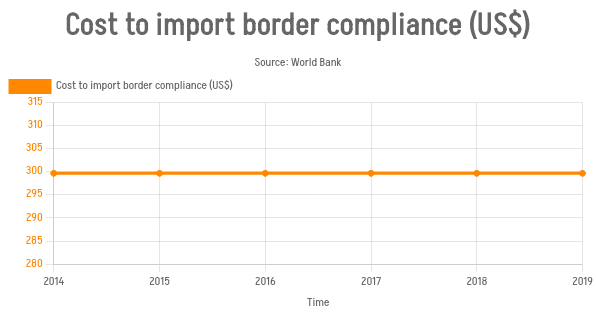 Cost to import border compliance (US$)
Source: World Bank
Cost to import border compliance (US$)
315
310
305
300
295
290
285
280
2014 2015 2016 2017 2018 2019
Time